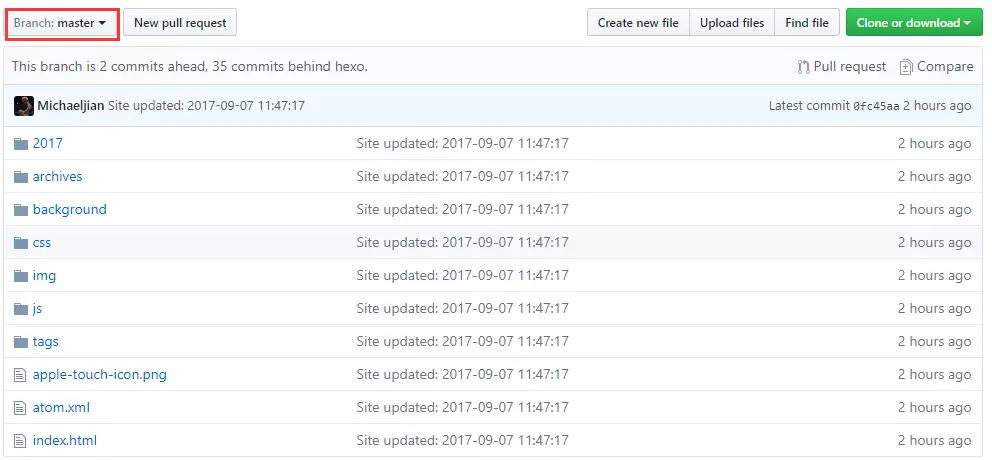 Branch: master New pull request Create new file Upload files Find file Clone or download
This branch is 2 commits ahead, 35 commits behind hexo. Pull request Compare
Michaeljian Site updated: 2017-09-07 11:47:17 Latest commit 0fc45aa 2 hours ago
2017 Site updated: 2017-09-07 11:47:17 2 hours ago
archives Site updated: 2017-09-07 11:47:17 2 hours ago
background Site updated: 2017-09-07 11:47:17 2 hours ago
css Site updated: 2017-09-07 11:47:17 2 hours ago
img Site updated: 2017-09-07 11:47:17 2 hours ago
js Site updated: 2017-09-07 11:47:17 2 hours ago
tags Site updated: 2017-09-07 11:47:17 2 hours ago
apple-touch-icon.png Site updated: 2017-09-07 11:47:17 2 hours ago
atom.xml Site updated: 2017-09-07 11:47:17 2 hours ago
index.html Site updated: 2017-09-07 11:47:17 2 hours ago